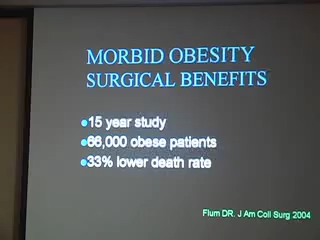 MORBID OBESITY
SURGICAL BENEFITS
●15 year study
●66,000 obese patients
●33% lower death rate
Flum DR. J Am Coll Surg 2004